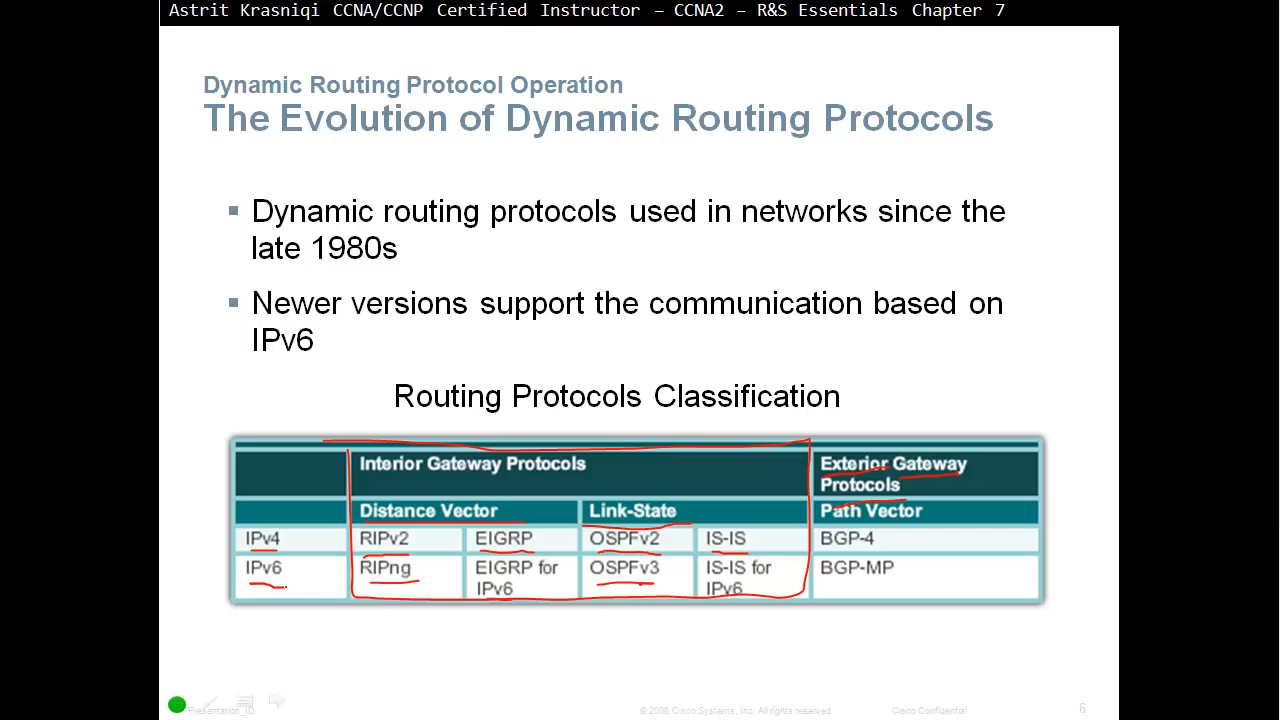 Astrit Krasniqi CCNA/CCNP Certified Instructor – CCNA2 – R&S Essentials Chapter 7
Dynamic Routing Protocol Operation
The Evolution of Dynamic Routing Protocols
Dynamic routing protocols used in networks since the
late 1980s
Newer versions support the communication based on
IPv6
Routing Protocols Classification
Interior Gateway Protocols
Exterior Gateway
Protocols
Distance Vector
Link-State
Path Vector
IPv4
RIPv2
EIGRP
OSPFv2
IS-IS
BGP-4
IPv6
RIPng
EIGRP for
IPv6
OSPFv3
IS-IS for
IPv6
BGP-MP
Presentation_ID
© 2008 Cisco Systems, Inc. All rights reserved.
Cisco Confidential
6